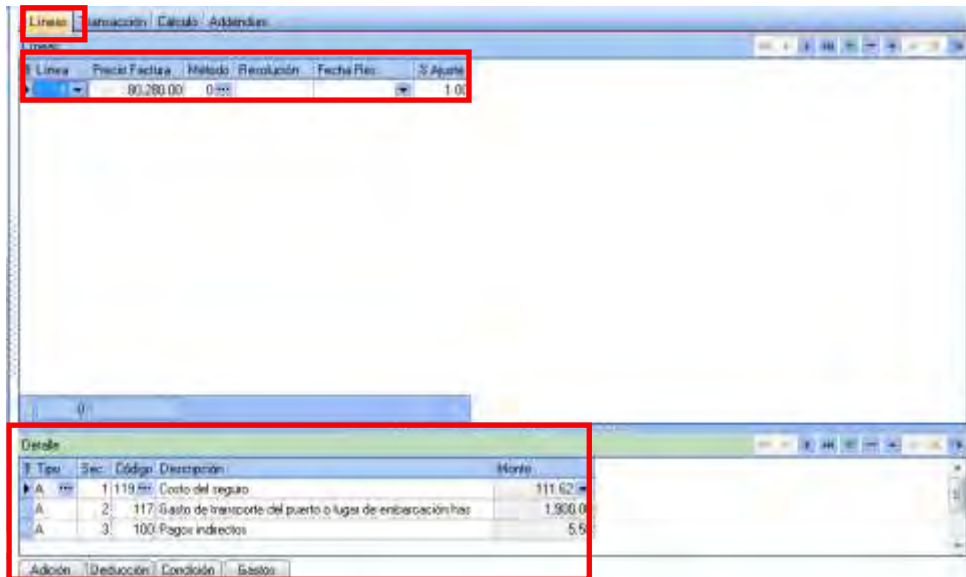 Líneas Transacción Cálculo Addendum
Líneas
Línea Precio Factura Método Resolución Fecha Res. % Ajuste
1 80,280.00 0 1.00
0
Detalle
Tipo Sec. Código Descripción Monto
A 1 119 Costo del seguro 111.62
A 2 117 Gasto de transporte del puerto o lugar de embarcación has 1,900.0
A 3 100 Pagos indirectos 5.5
Adición Deducción Condición Gastos